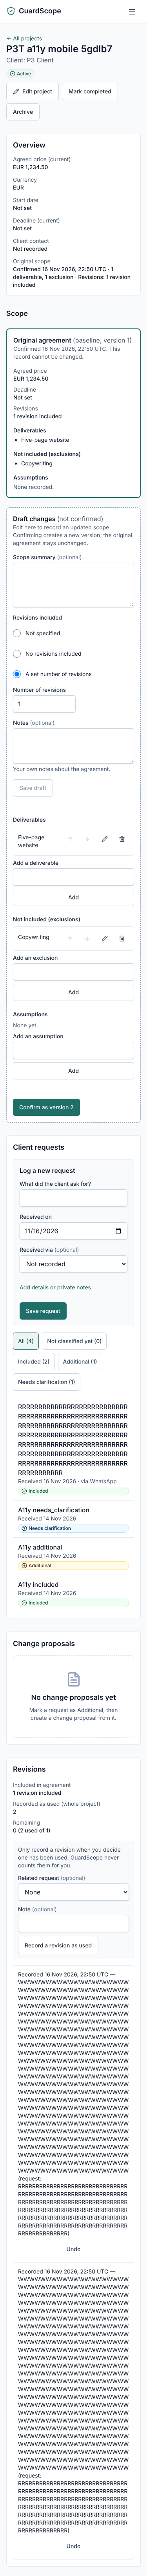 GuardScope
← All projects
P3T a11y mobile 5gdlb7
Client: P3 Client
Active
Edit project
Mark completed
Archive
Overview
Agreed price (current)
EUR 1,234.50
Currency
EUR
Start date
Not set
Deadline (current)
Not set
Client contact
Not recorded
Original scope
Confirmed 16 Nov 2026, 22:50 UTC · 1
deliverable, 1 exclusion · Revisions: 1 revision
included
Scope
Original agreement (baseline, version 1)
Confirmed 16 Nov 2026, 22:50 UTC. This
record cannot be changed.
Agreed price
EUR 1,234.50
Deadline
Not set
Revisions
1 revision included
Deliverables
• Five-page website
Not included (exclusions)
• Copywriting
Assumptions
None recorded.
Draft changes (not confirmed)
Edit here to record an updated scope.
Confirming creates a new version; the original
agreement stays unchanged.
Scope summary (optional)
Revisions included
Not specified
No revisions included
A set number of revisions
Number of revisions
1
Notes (optional)
Your own notes about the agreement.
Save draft
Deliverables
Five-page
website
Add a deliverable
Add
Not included (exclusions)
Copywriting
Add an exclusion
Add
Assumptions
None yet.
Add an assumption
Add
Confirm as version 2
Client requests
Log a new request
What did the client ask for?
Received on
11/16/2026
Received via (optional)
Not recorded
Add details or private notes
Save request
All (4)
Not classified yet (0)
Included (2)
Additional (1)
Needs clarification (1)
Received 16 Nov 2026 · via WhatsApp
Included
A11y needs_clarification
Received 14 Nov 2026
Needs clarification
A11y additional
Received 14 Nov 2026
Additional
A11y included
Received 14 Nov 2026
Included
Change proposals
No change proposals yet
Mark a request as Additional, then
create a change proposal from it.
Revisions
Included in agreement
1 revision included
Recorded as used (whole project)
2
Remaining
0 (2 used of 1)
Only record a revision when you decide
one has been used. GuardScope never
counts them for you.
Related request (optional)
None
Note (optional)
Record a revision as used
Recorded 16 Nov 2026, 22:50 UTC —
(request:
Undo
Recorded 16 Nov 2026, 22:50 UTC —
(request:
Undo